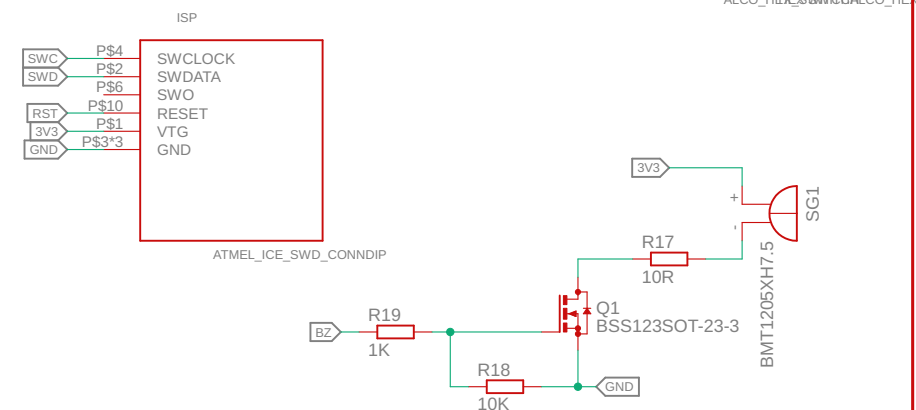 ISP
SWC
P$4
SWCLOCK
SWD
P$2
SWDATA
P$6
SWO
RST
P$10
RESET
3V3
P$1
VTG
GND
P$3*3
GND
ATMEL_ICE_SWD_CONNDIP
3V3
+
-
SG1
BMT1205XH7.5
R17
10R
Q1
BSS123SOT-23-3
BZ
R19
1K
R18
10K
GND